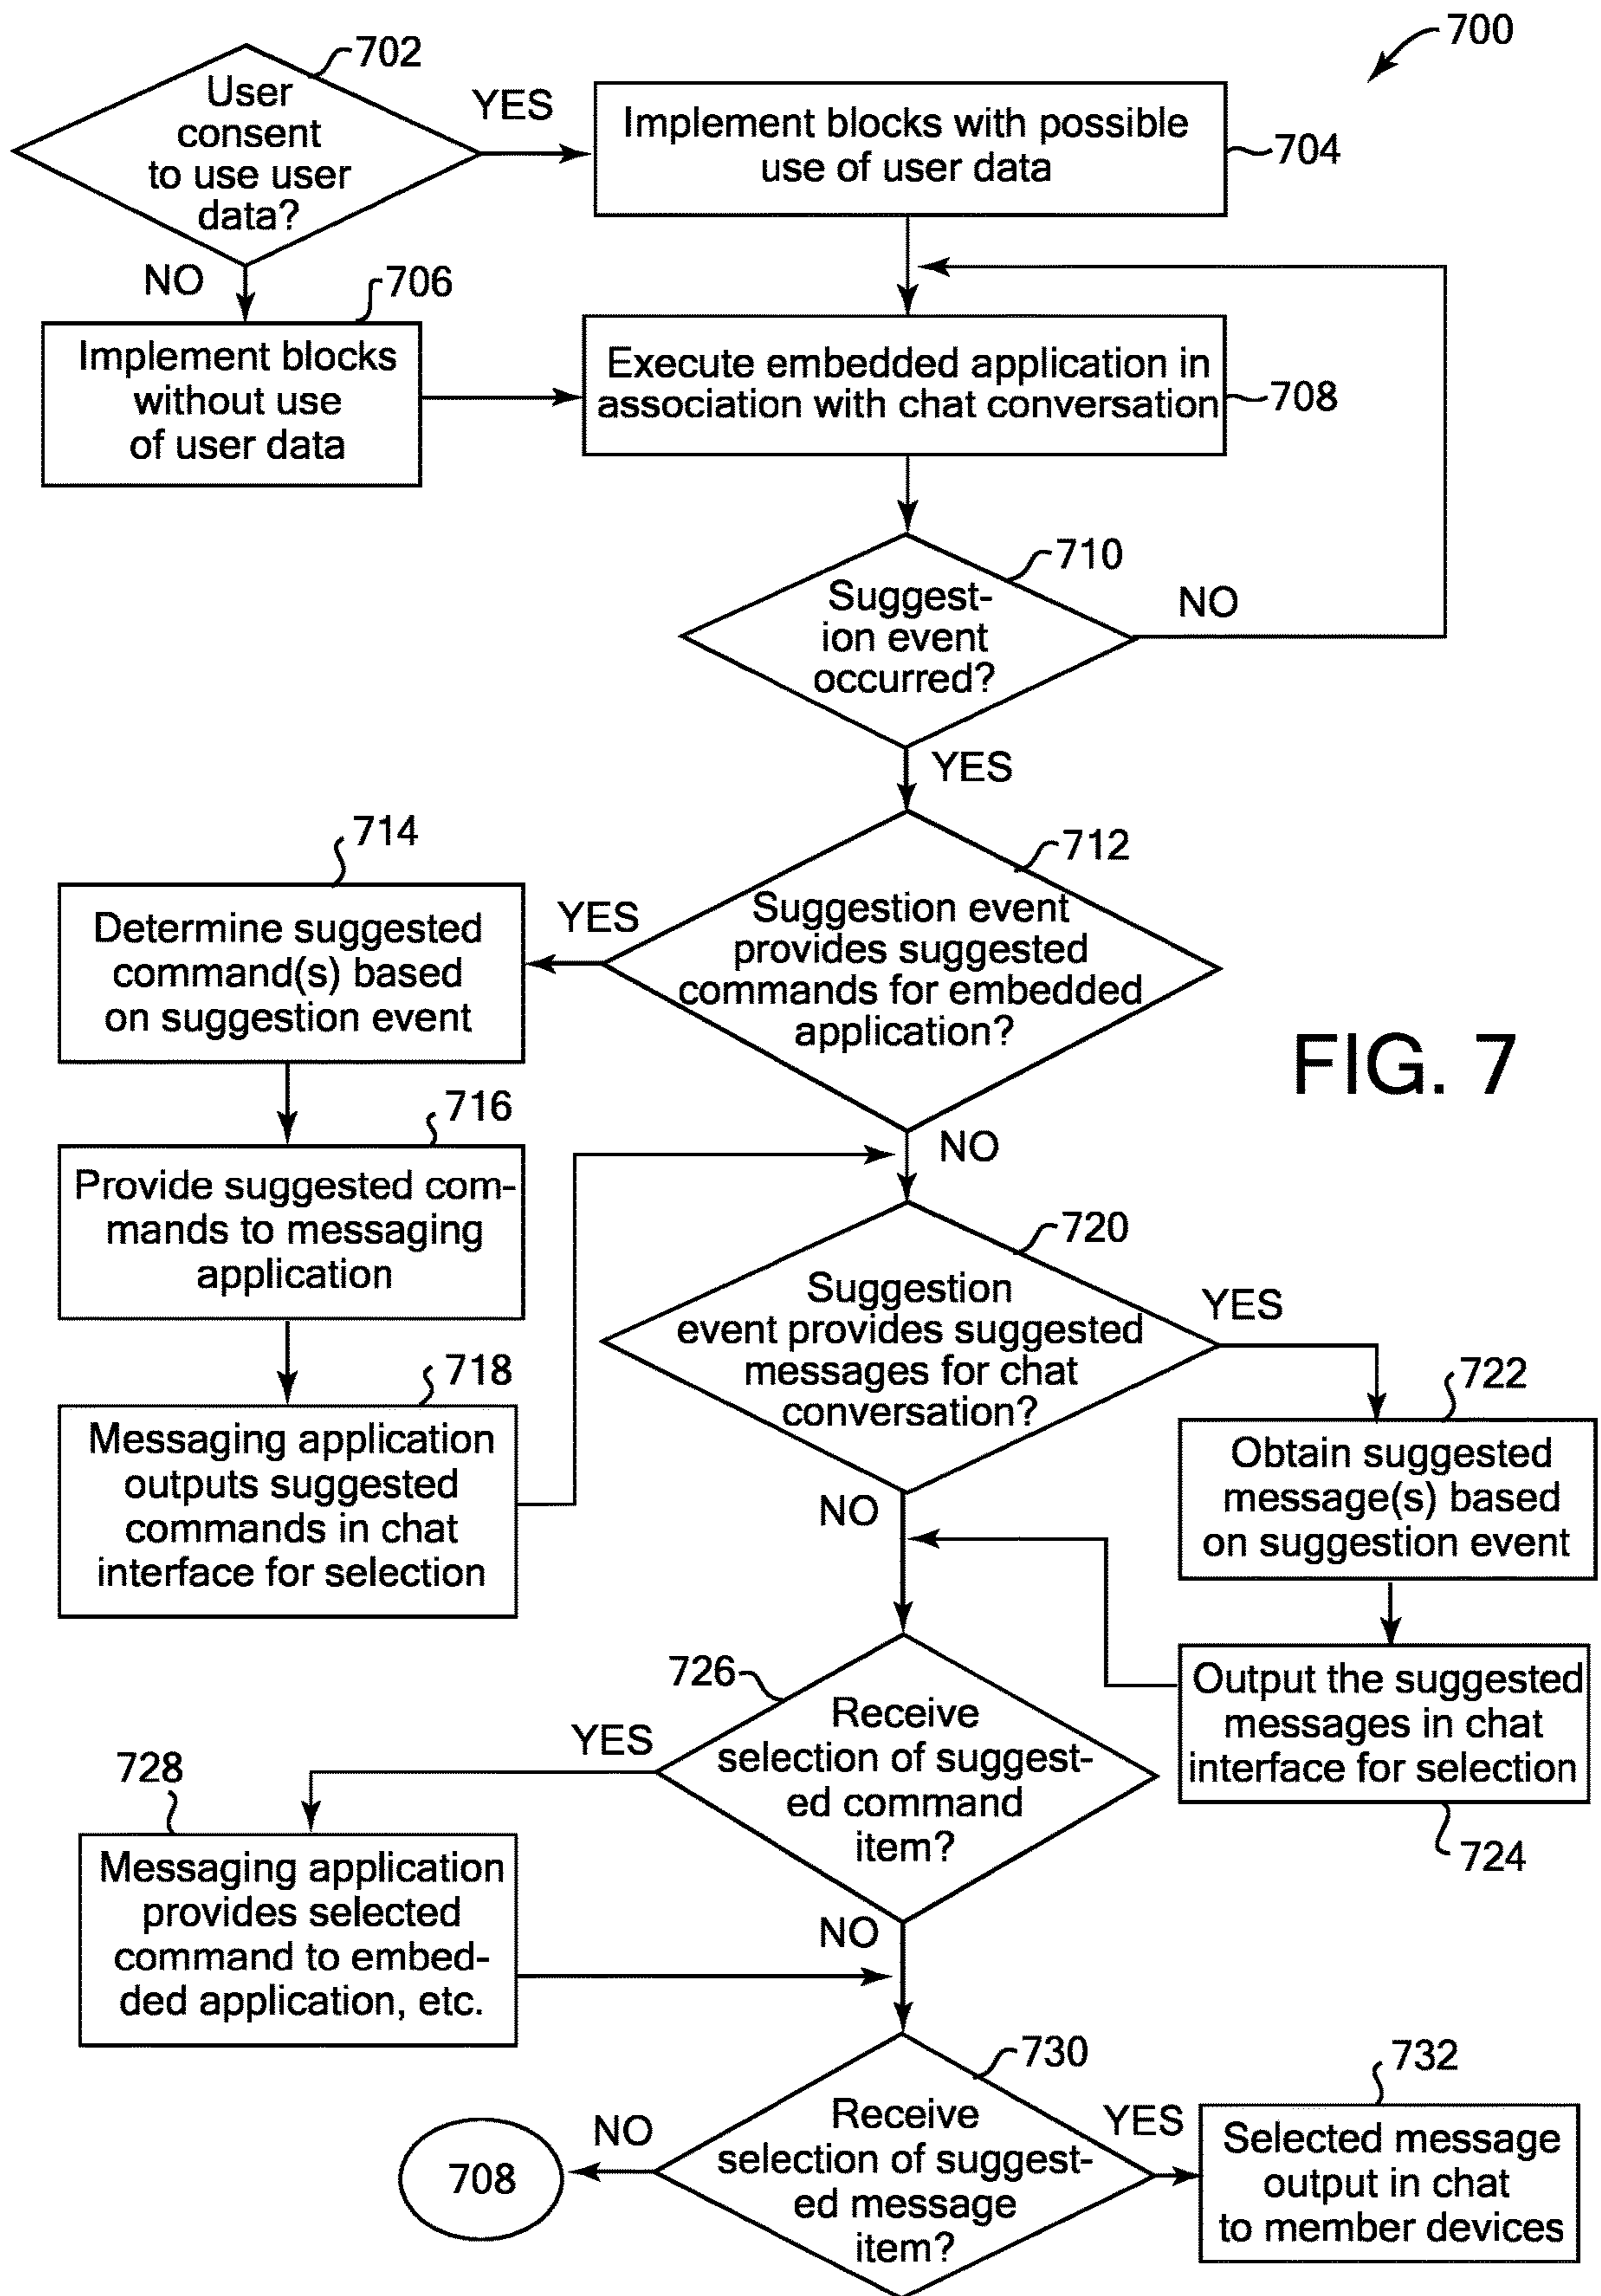 700
702
User
consent
to use user
data?
YES
Implement blocks with possible
use of user data
704
NO
706
Implement blocks
without use
of user data
Execute embedded application in
association with chat conversation
708
710
Suggest-
ion event
occurred?
NO
YES
712
Suggestion event
provides suggested
commands for embedded
application?
YES
714
Determine suggested
command(s) based
on suggestion event
FIG. 7
716
Provide suggested com-
mands to messaging
application
NO
718
Messaging application
outputs suggested
commands in chat
interface for selection
720
Suggestion
event provides suggested
messages for chat
conversation?
YES
722
Obtain suggested
message(s) based
on suggestion event
NO
Output the suggested
messages in chat
interface for selection
724
726
Receive
selection of suggest-
ed command
item?
YES
728
Messaging application
provides selected
command to embed-
ded application, etc.
NO
730
Receive
selection of suggest-
ed message
item?
NO
708
YES
732
Selected message
output in chat
to member devices